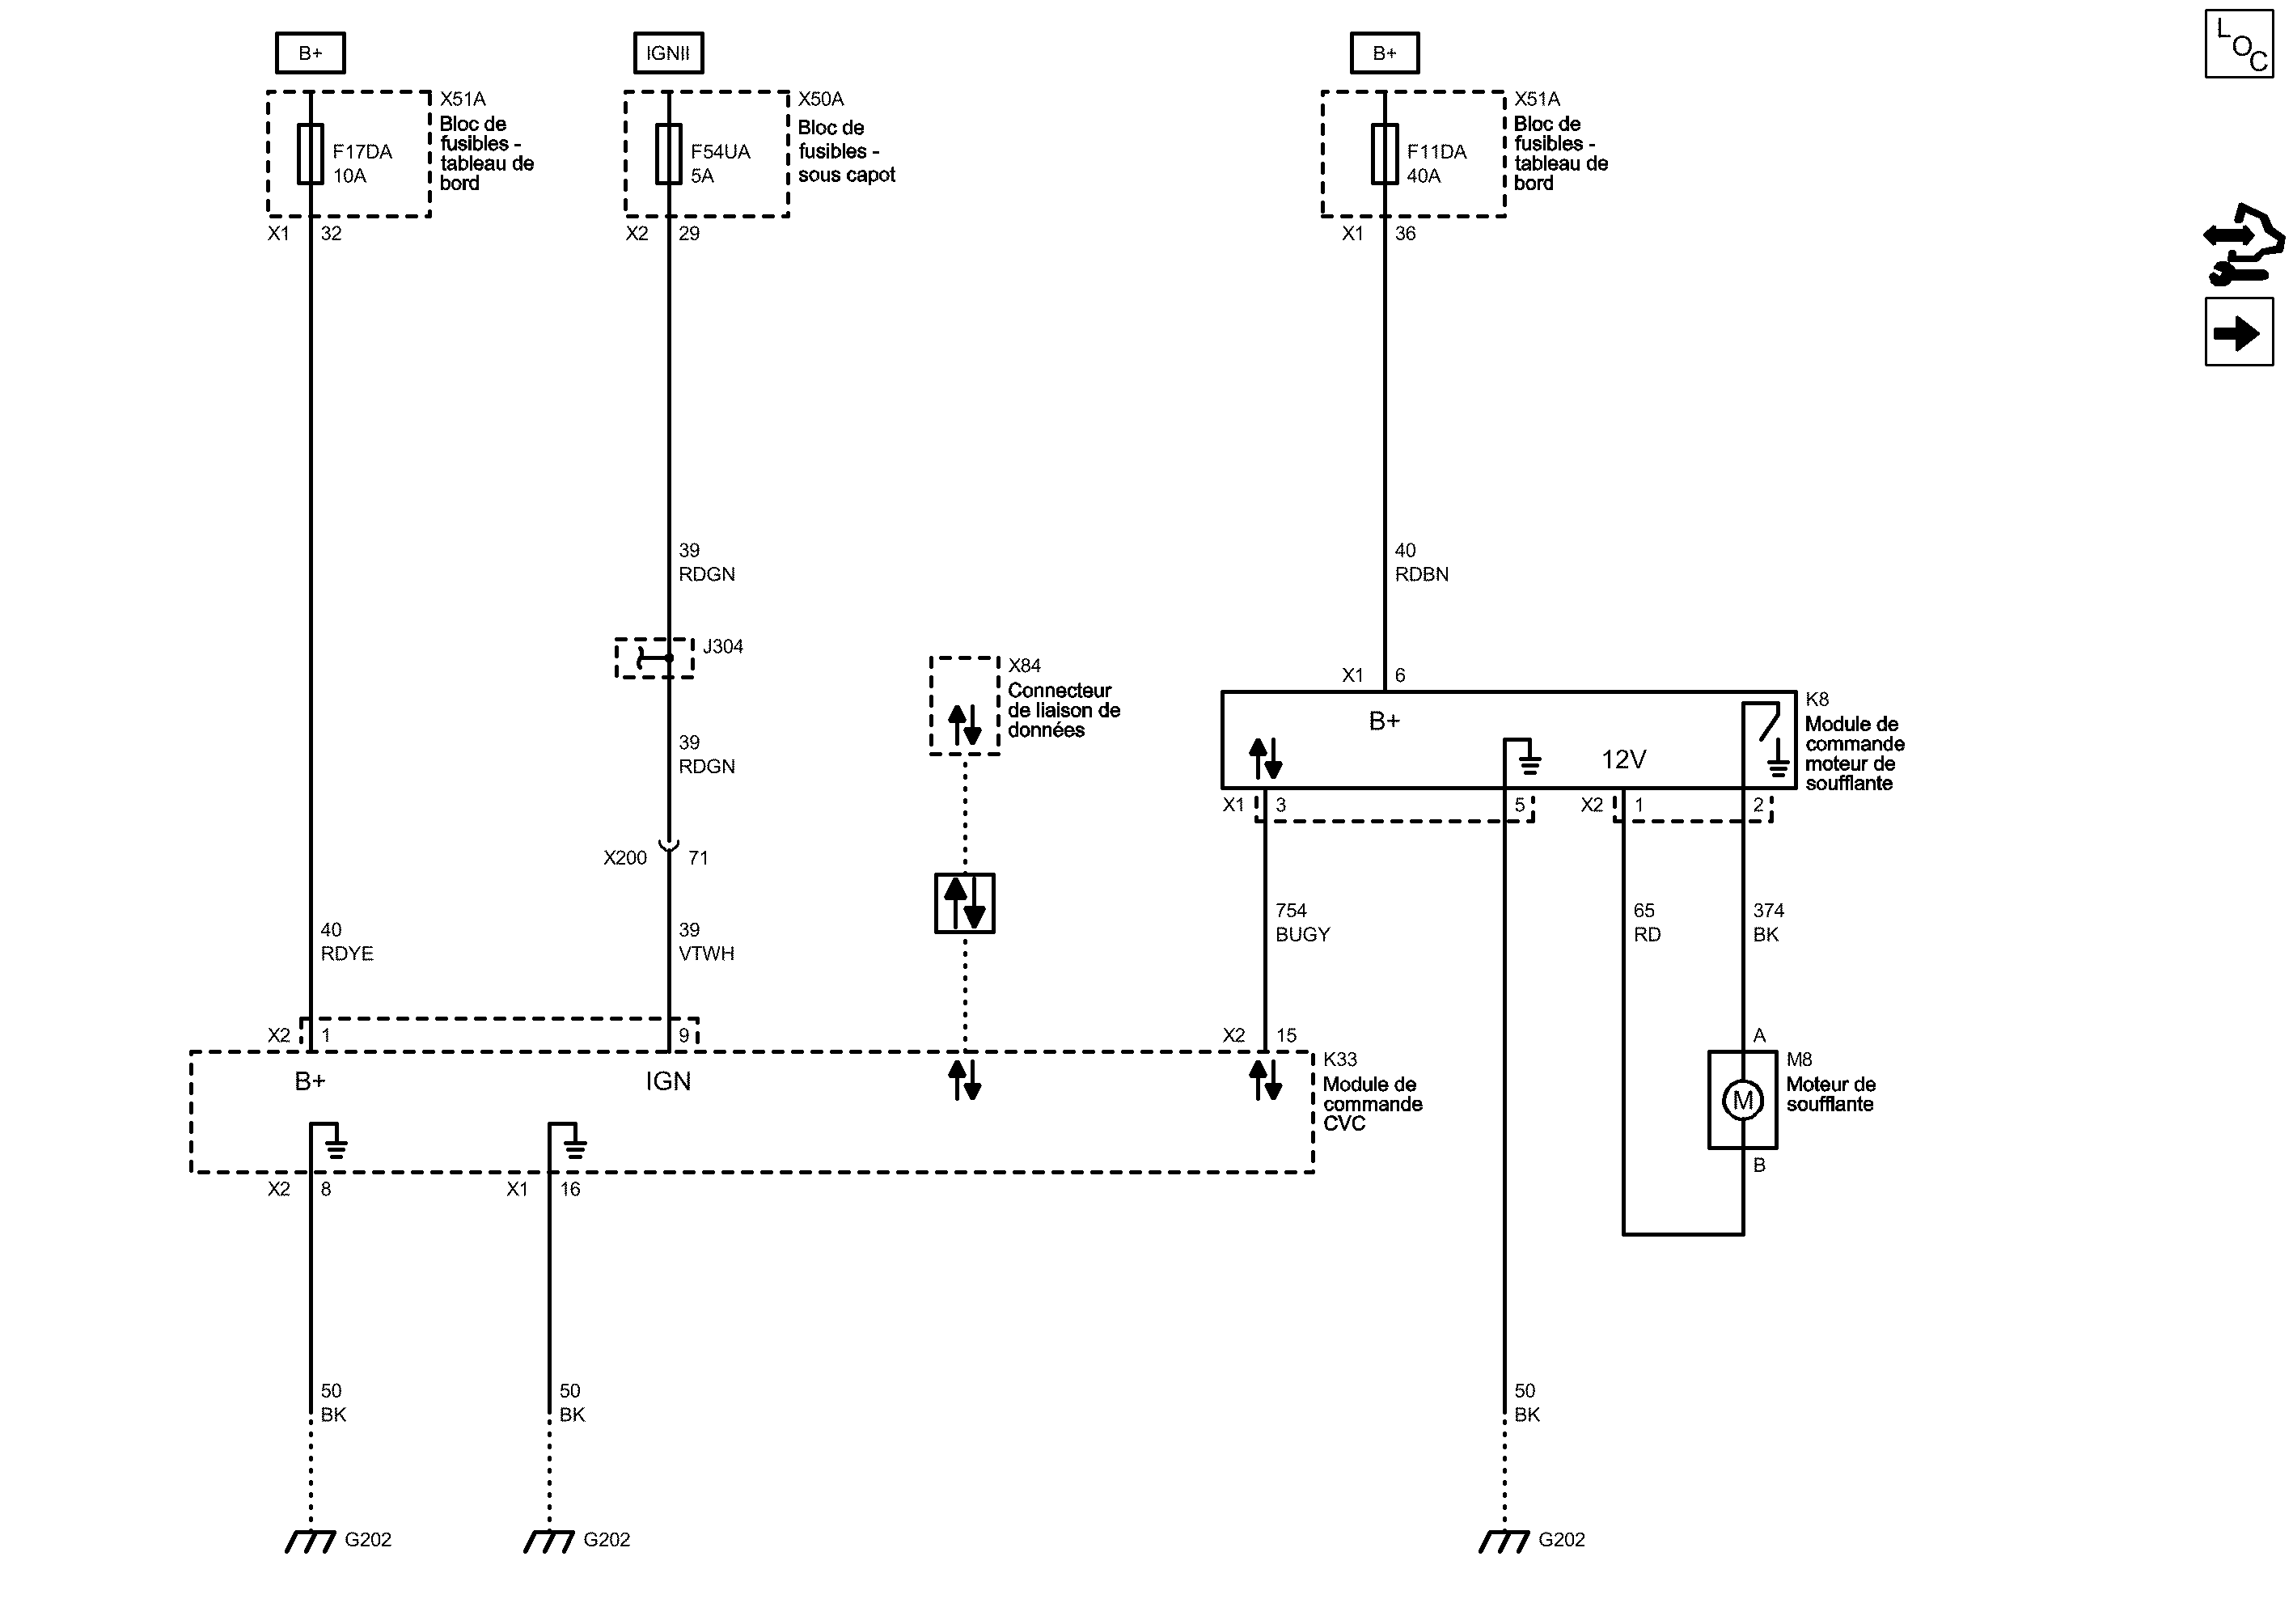 B+
IGNII
B+
L
O
C
X51A
Bloc de
fusibles -
tableau de
bord
F17DA
10A
X1
32
X50A
Bloc de
fusibles -
sous capot
F54UA
5A
X2
29
X51A
Bloc de
fusibles -
tableau de
bord
F11DA
40A
X1
36
39
RDGN
J304
39
RDGN
X200
71
39
VTWH
40
RDYE
X84
Connecteur
de liaison de
données
40
RDBN
X1
6
B+
12V
K8
Module de
commande
moteur de
soufflante
X1
3
5
X2
1
2
754
BUGY
65
RD
374
BK
X2
1
9
X2
15
B+
IGN
K33
Module de
commande
CVC
A
M
M8
Moteur de
soufflante
B
X2
8
X1
16
50
BK
50
BK
50
BK
G202
G202
G202